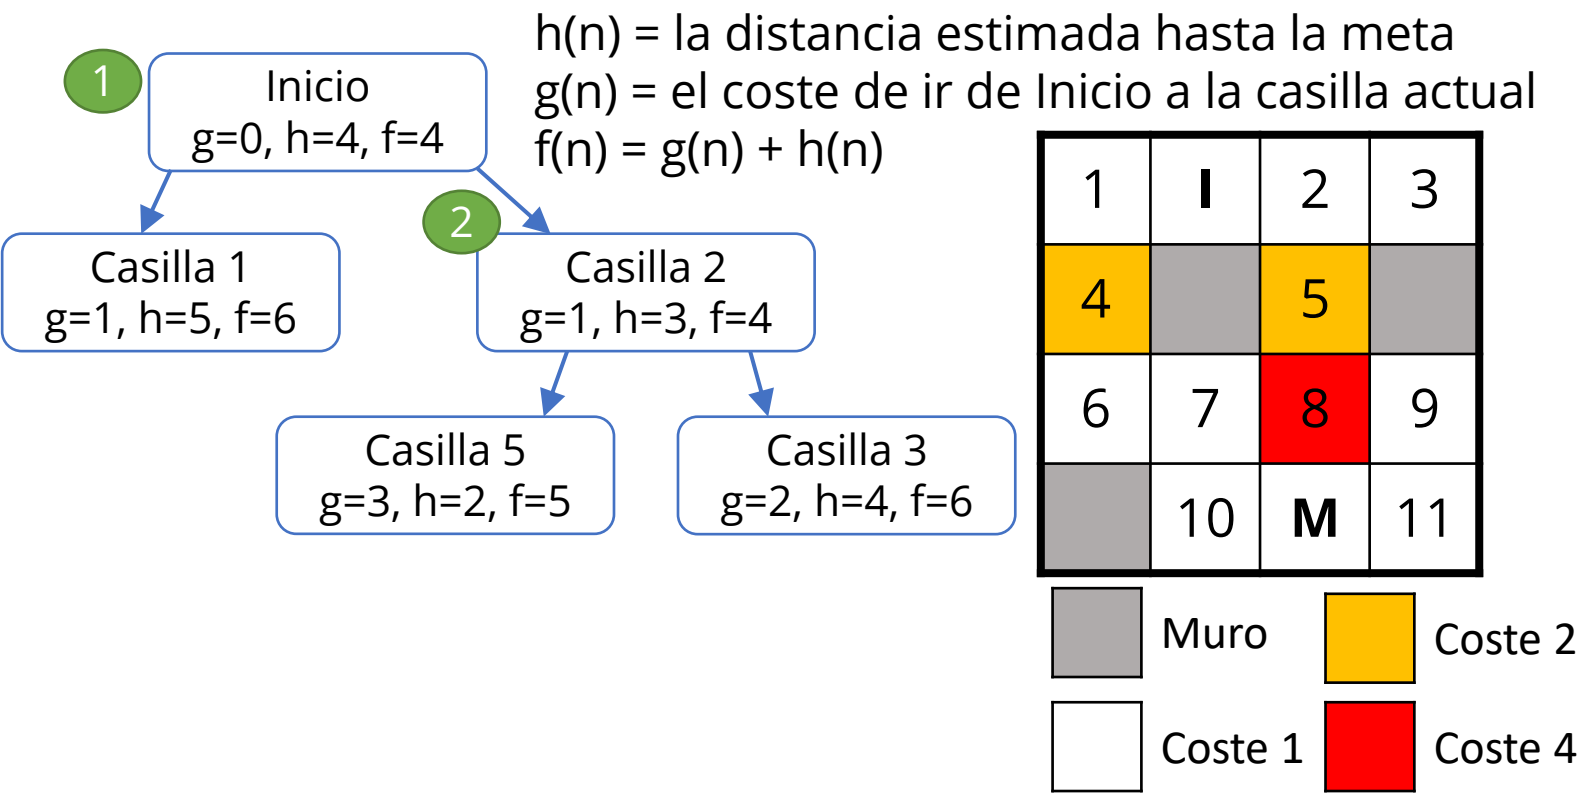 h(n) = la distancia estimada hasta la meta
g(n) = el coste de ir de Inicio a la casilla actual
f(n) = g(n) + h(n)
1
Inicio
g=0, h=4, f=4
Casilla 1
g=1, h=5, f=6
2
Casilla 2
g=1, h=3, f=4
Casilla 5
g=3, h=2, f=5
Casilla 3
g=2, h=4, f=6
1 I 2 3
4 5
6 7 8 9
10 M 11
Muro
Coste 2
Coste 1
Coste 4